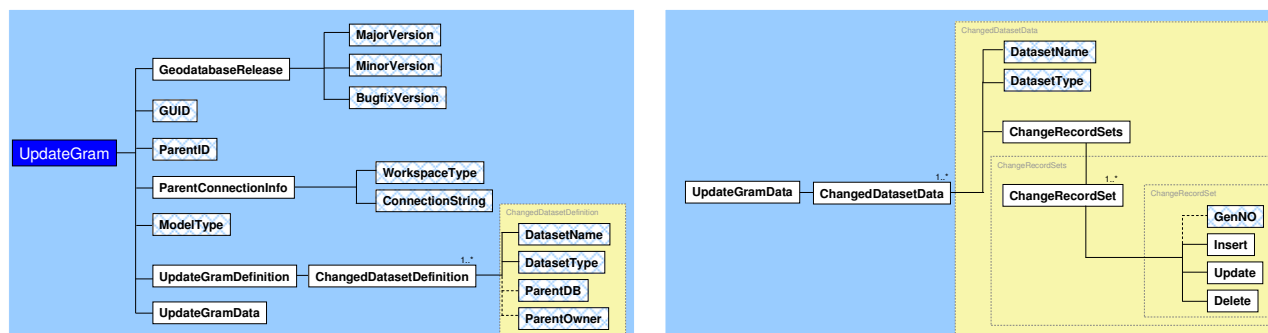 MajorVersion
MinorVersion
GeodatabaseRelease
BugfixVersion
GUID
UpdateGram
ParentID
WorkspaceType
ParentConnectionInfo
ConnectionString
ModelType
ChangedDatasetDefinition
DatasetName
1..*
DatasetType
UpdateGramDefinition
ChangedDatasetDefinition
ParentDB
UpdateGramData
ParentOwner
ChangedDatasetData
DatasetName
DatasetType
ChangeRecordSets
ChangeRecordSets
1..*
1..*
UpdateGramData
ChangedDatasetData
ChangeRecordSet
ChangeRecordSet
GenNO
Insert
Update
Delete